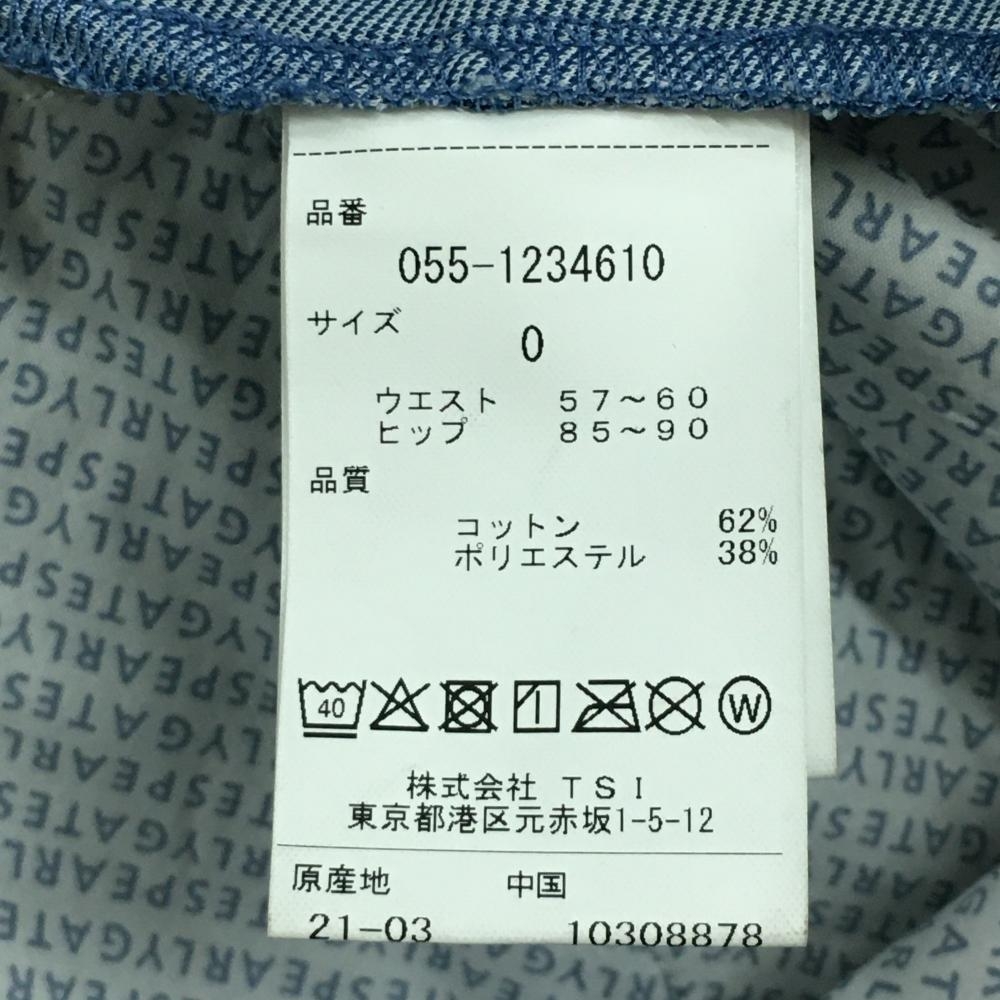 品番
055-1234610
サイズ
0
ウエスト 57～60
ヒップ 85～90
品質
コットン 62%
ポリエステル 38%
40
W
株式会社 TSI
東京都港区元赤坂1-5-12
原産地 中国
21-03 10308878
PEARLYGATES